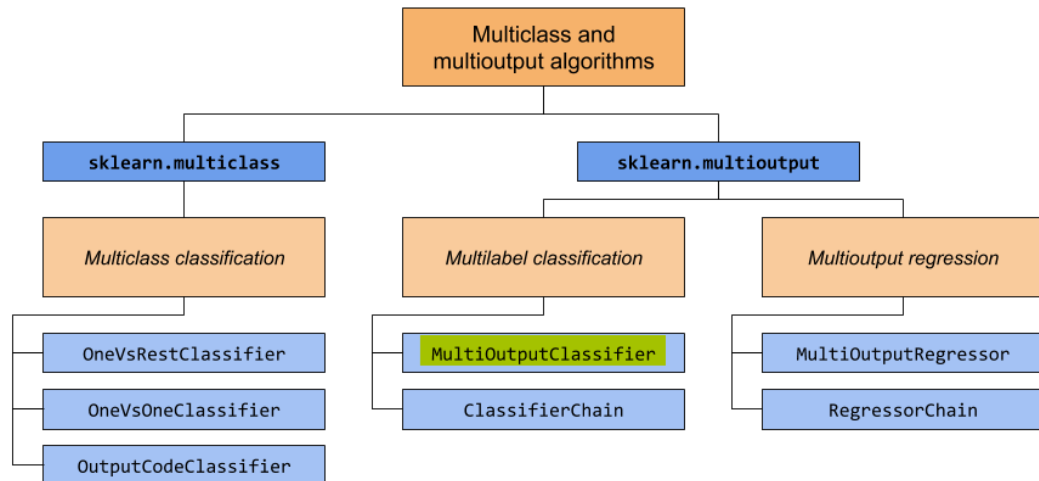 Multiclass and
multioutput algorithms
sklearn.multiclass
sklearn.multioutput
Multiclass classification
Multilabel classification
Multioutput regression
OneVsRestClassifier
MultiOutputClassifier
MultiOutputRegressor
OneVsOneClassifier
ClassifierChain
RegressorChain
OutputCodeClassifier